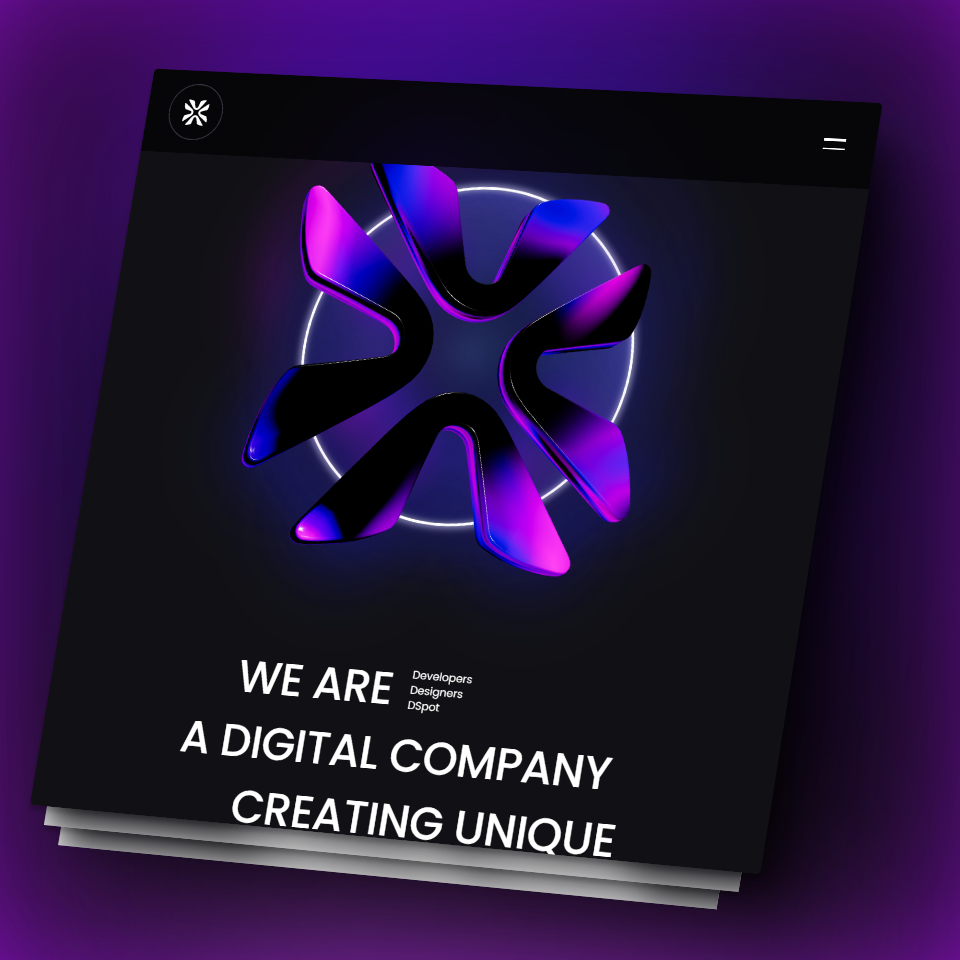 WE ARE
Developers
Designers
DSpot
A DIGITAL COMPANY
CREATING UNIQUE